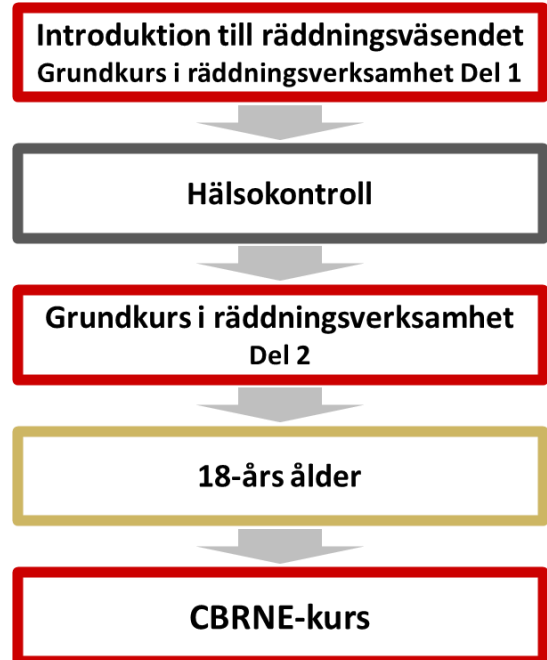 Introduktion till räddningsväsendet
Grundkurs i räddningsverksamhet Del 1
Hälsokontroll
Grundkurs i räddningsverksamhet
Del 2
18-års ålder
CBRNE-kurs